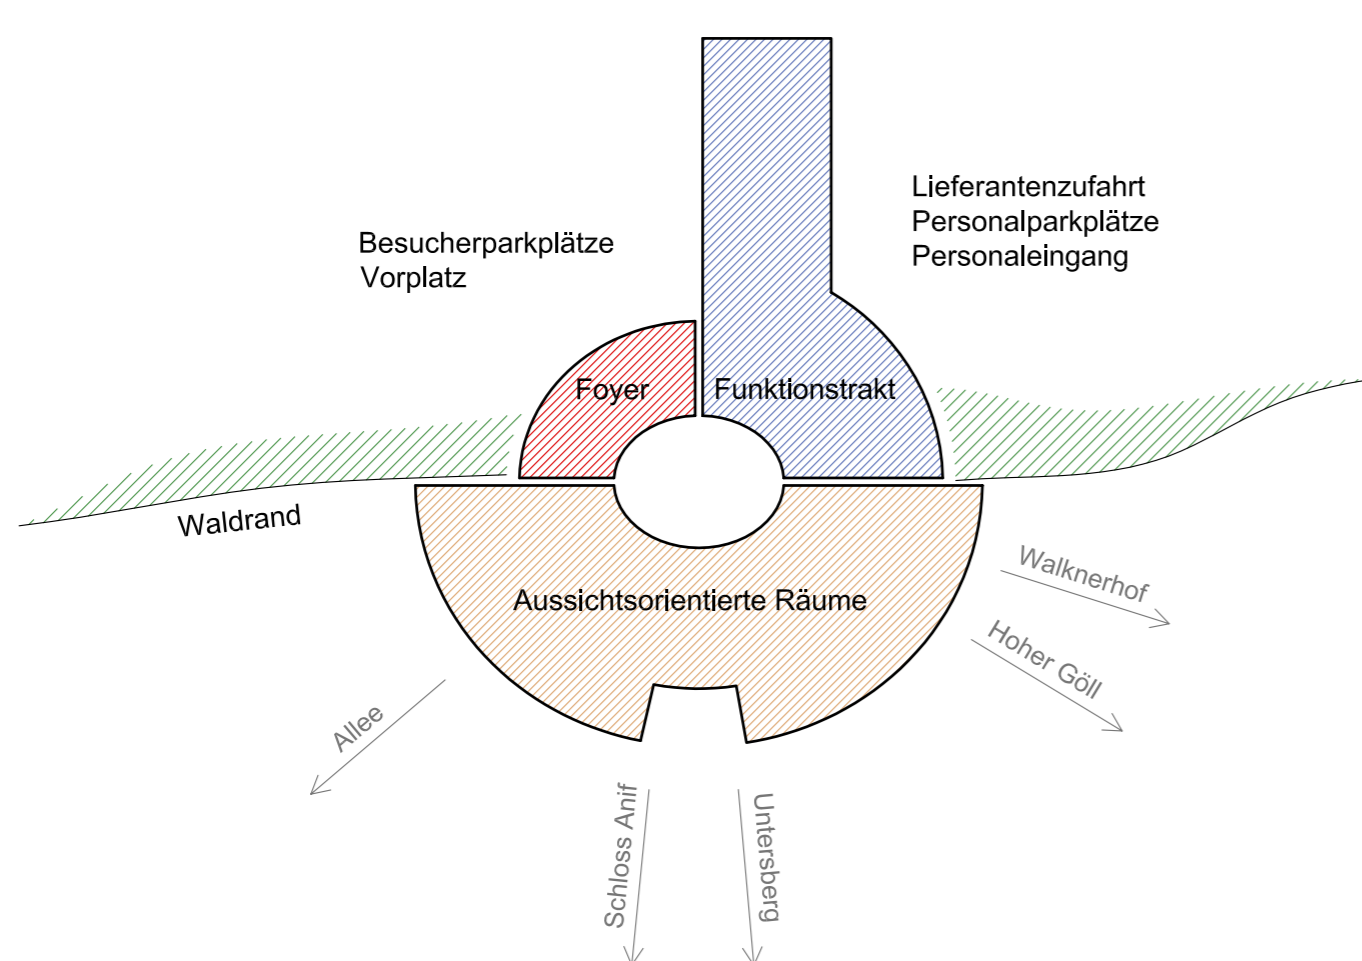 Lieferantenzufahrt
Personalparkplätze
Personaleingang
Besucherparkplätze
Vorplatz
Foyer
Funktionstrakt
Waldrand
Aussichtsorientierte Räume
Walknerhof
Hoher Göll
Allee
Schloss Anif
Untersberg